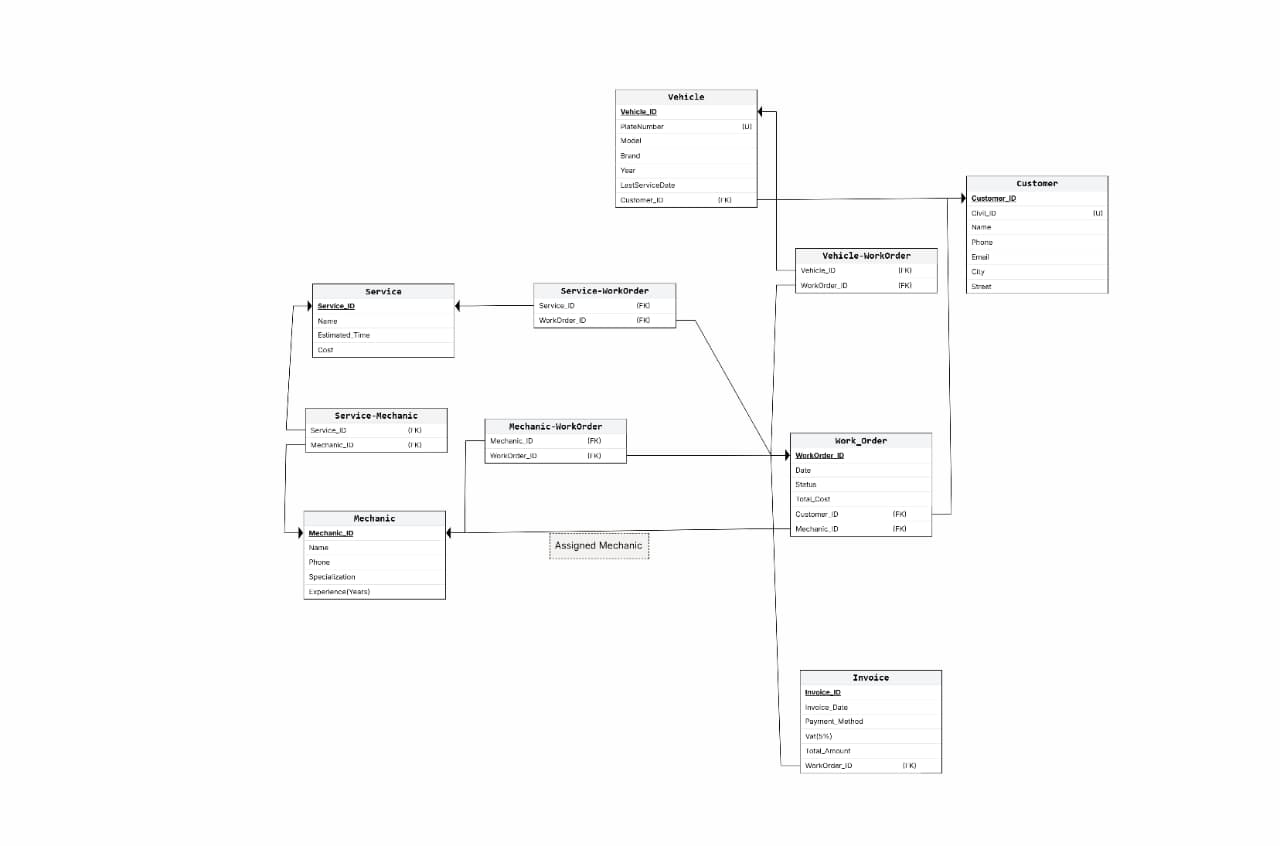 Vehicle
Vehicle_ID
PlateNumber (U)
Model
Brand
Year
LastServiceDate
Customer_ID (FK)
Customer
Customer_ID
Civil_ID (U)
Name
Phone
Email
City
Street
Vehicle-WorkOrder
Vehicle_ID (FK)
WorkOrder_ID (FK)
Service
Service_ID
Name
Estimated_Time
Cost
Service-WorkOrder
Service_ID (FK)
WorkOrder_ID (FK)
Service-Mechanic
Service_ID (FK)
Mechanic_ID (FK)
Mechanic-WorkOrder
Mechanic_ID (FK)
WorkOrder_ID (FK)
Work_Order
WorkOrder_ID
Date
Status
Total_Cost
Customer_ID (FK)
Mechanic_ID (FK)
Mechanic
Mechanic_ID
Name
Phone
Specialization
Experience(Years)
Assigned Mechanic
Invoice
Invoice_ID
Invoice_Date
Payment_Method
Vat(5%)
Total_Amount
WorkOrder_ID (FK)